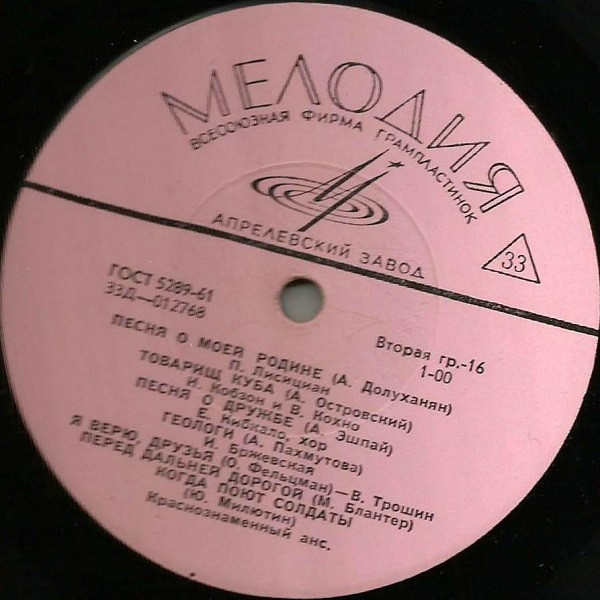 МЕЛОДИЯ
ВСЕСОЮЗНАЯ ФИРМА ГРАМПЛАСТИНОК
АПРЕЛЕВСКИЙ ЗАВОД
33
ГОСТ 5289-61
33Д—012768
Вторая гр.-16
1-00
ПЕСНЯ О МОЕЙ РОДИНЕ (А. Долуханян)
П. Лисициан
ТОВАРИЩ КУБА (А. Островский)
И. Кобзон и В. Кохно
ПЕСНЯ О ДРУЖБЕ (А. Эшпай)
Е. Кибкало, хор
ГЕОЛОГИ (А. Пахмутова)
И. Бржевская
Я ВЕРЮ, ДРУЗЬЯ (О. Фельцман)—В. Трошин
ПЕРЕД ДАЛЬНЕЙ ДОРОГОЙ (М. Блантер)
КОГДА ПОЮТ СОЛДАТЫ
(Ю. Милютин)
Краснознаменный анс.